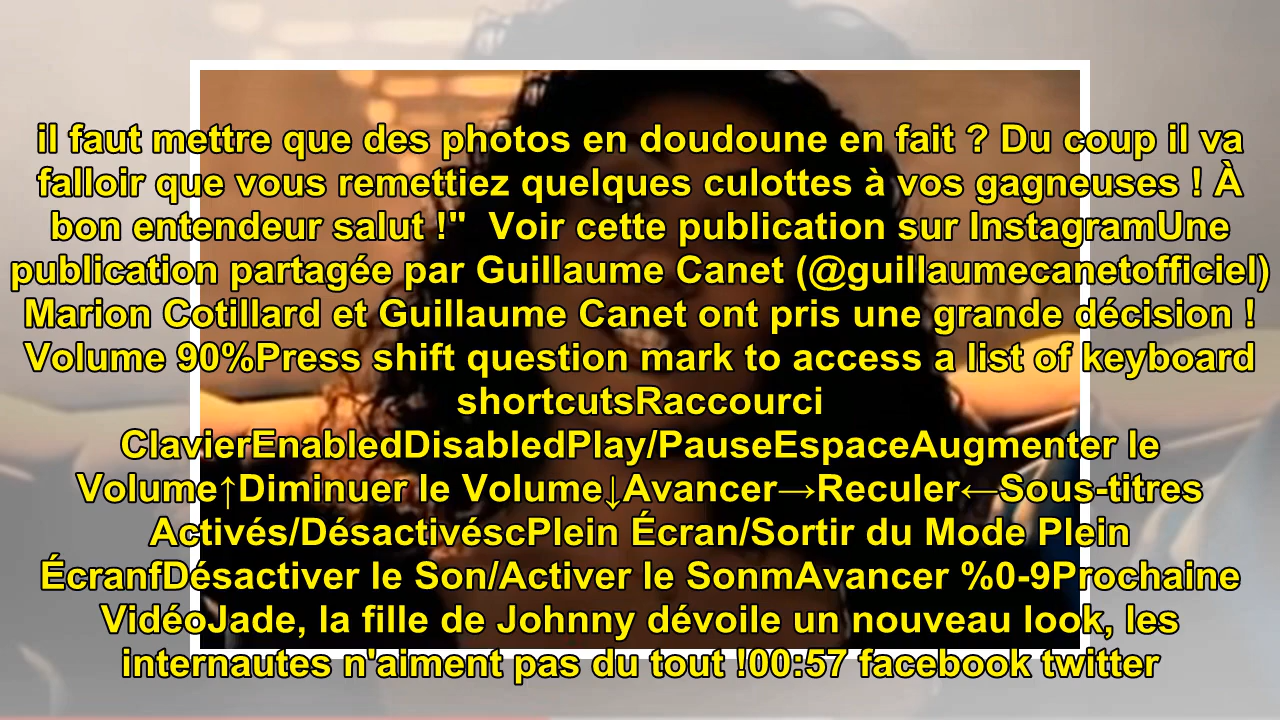 il faut mettre que des photos en doudoune en fait ? Du coup il va
falloir que vous remettiez quelques culottes à vos gagneuses ! À
bon entendeur salut !"  Voir cette publication sur InstagramUne
publication partagée par Guillaume Canet (@guillaumecanetofficiel)
Marion Cotillard et Guillaume Canet ont pris une grande décision !
Volume 90%Press shift question mark to access a list of keyboard
shortcutsRaccourci
ClavierEnabledDisabledPlay/PauseEspaceAugmenter le
Volume↑Diminuer le Volume↓Avancer→Reculer←Sous-titres
Activés/DésactivéscPlein Écran/Sortir du Mode Plein
ÉcranfDésactiver le Son/Activer le SonmAvancer %0-9Prochaine
VidéoJade, la fille de Johnny dévoile un nouveau look, les
internautes n'aiment pas du tout !00:57 facebook twitter